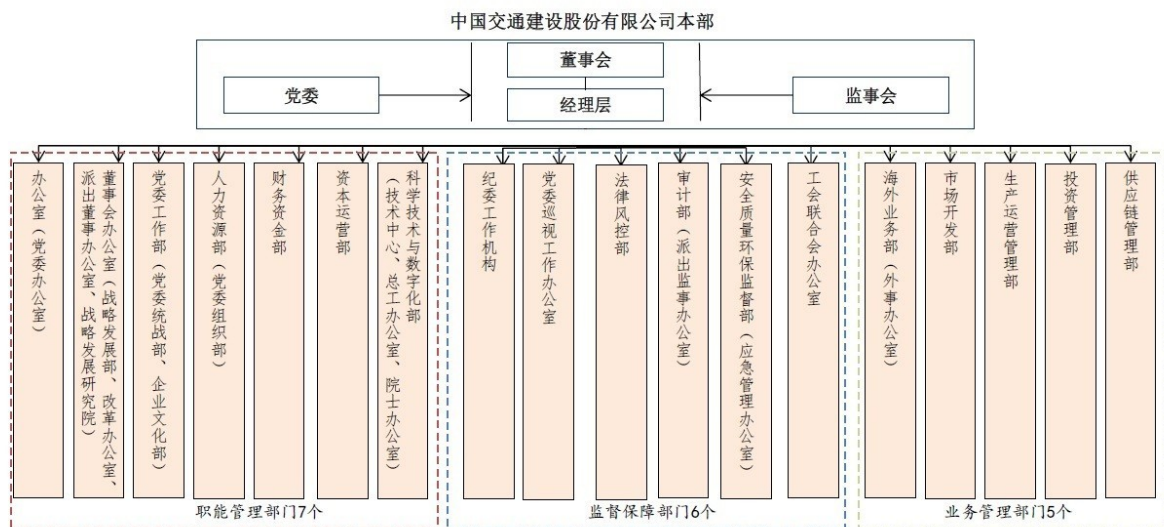 中国交通建设股份有限公司本部
董事会
党委
经理层
监事会
办公室（党委办公室）
董事会办公室（战略发展部、改革办公室、
派出董事办公室、战略发展研究院）
党委工作部（党委统战部、企业文化部）
人力资源部（党委组织部）
财务资金部
资本运营部
科学技术与数字化部
（技术中心、总工办公室、院士办公室）
纪委工作机构
党委巡视工作办公室
法律风控部
审计部（派出监事办公室）
安全质量环保监督部（应急管理办公室）
工会联合会办公室
海外业务部（外事办公室）
市场开发部
生产运营管理部
投资管理部
供应链管理部
职能管理部门7个
监督保障部门6个
业务管理部门5个